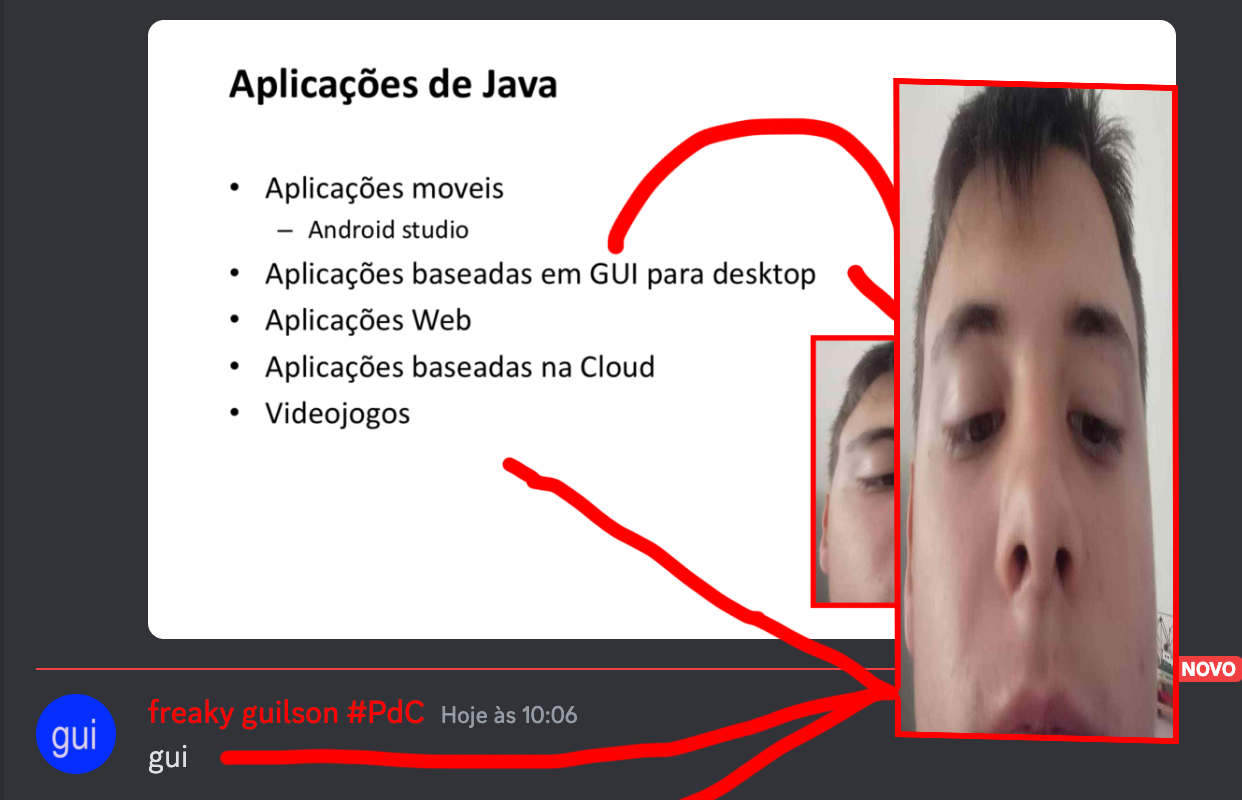 Aplicações de Java
• Aplicações moveis
– Android studio
• Aplicações baseadas em GUI para desktop
• Aplicações Web
• Aplicações baseadas na Cloud
• Videojogos
NOVO
gui
freaky guilson #PdC Hoje às 10:06
gui